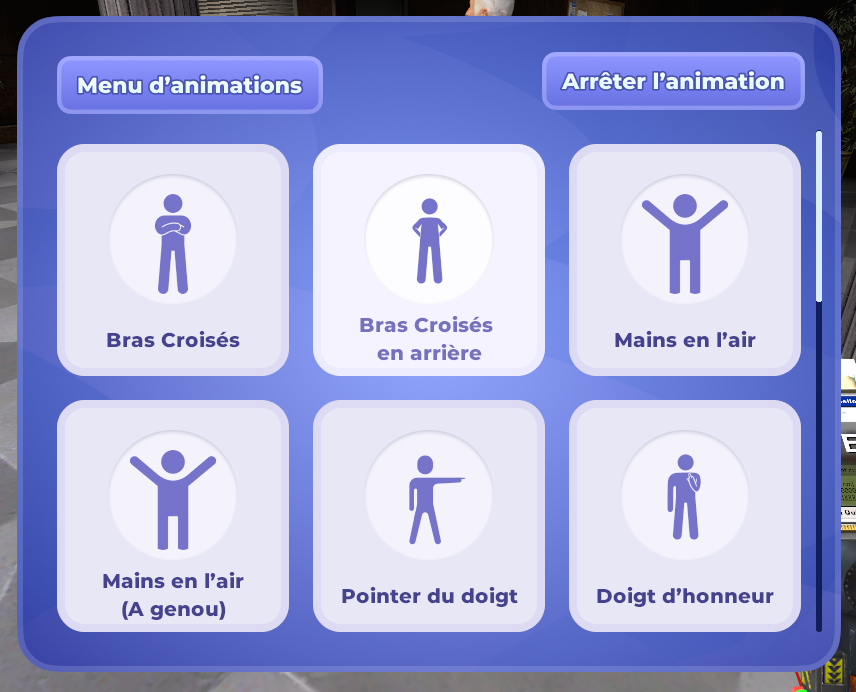 Menu d’animations
Arrêter l’animation
Bras Croisés
Bras Croisés
en arrière
Mains en l’air
Mains en l’air
(A genou)
Pointer du doigt
Doigt d’honneur